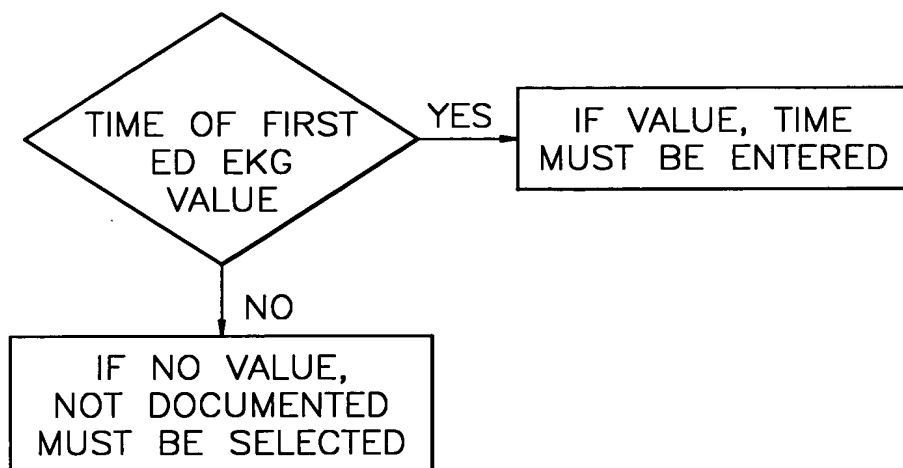 TIME OF FIRST
ED EKG
VALUE
YES
IF VALUE, TIME
MUST BE ENTERED
NO
IF NO VALUE,
NOT DOCUMENTED
MUST BE SELECTED